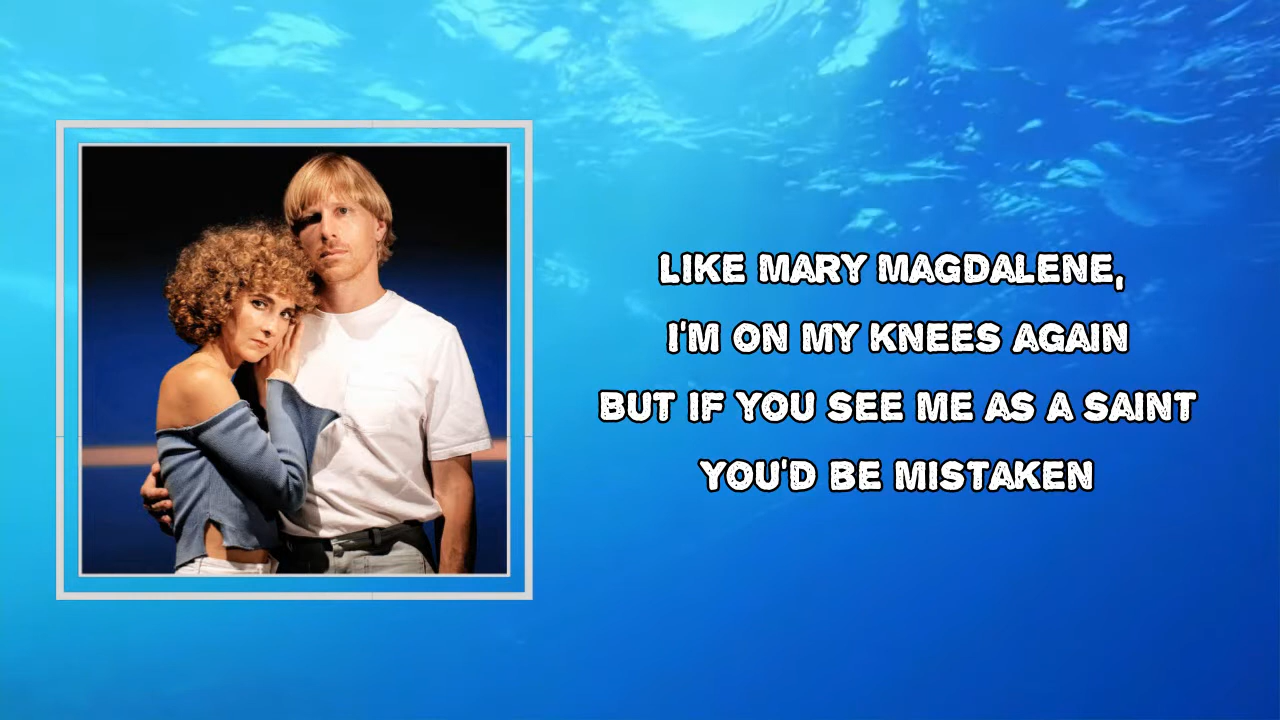 LIKE MARY MAGDALENE,
I'M ON MY KNEES AGAIN
BUT IF YOU SEE ME AS A SAINT
YOU'D BE MISTAKEN